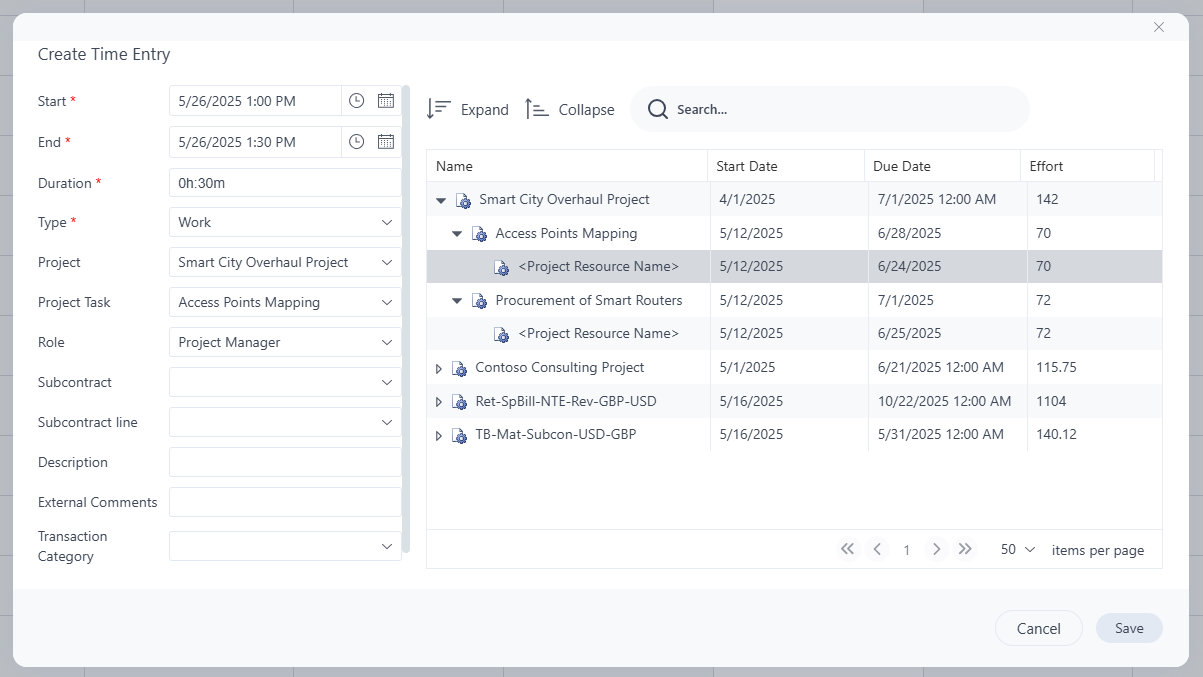 Create Time Entry
Start *
5/26/2025 1:00 PM
End *
5/26/2025 1:30 PM
Duration *
0h:30m
Type *
Work
Project
Smart City Overhaul Project
Project Task
Access Points Mapping
Role
Project Manager
Subcontract
Subcontract line
Description
External Comments
Transaction
Category
Expand Collapse Search...
Name Start Date Due Date Effort
Smart City Overhaul Project 4/1/2025 7/1/2025 12:00 AM 142
Access Points Mapping 5/12/2025 6/28/2025 70
<Project Resource Name> 5/12/2025 6/24/2025 70
Procurement of Smart Routers 5/12/2025 7/1/2025 72
<Project Resource Name> 5/12/2025 6/25/2025 72
Contoso Consulting Project 5/1/2025 6/21/2025 12:00 AM 115.75
Ret-SpBill-NTE-Rev-GBP-USD 5/16/2025 10/22/2025 12:00 AM 1104
TB-Mat-Subcon-USD-GBP 5/16/2025 5/31/2025 12:00 AM 140.12
1 50 items per page
Cancel Save